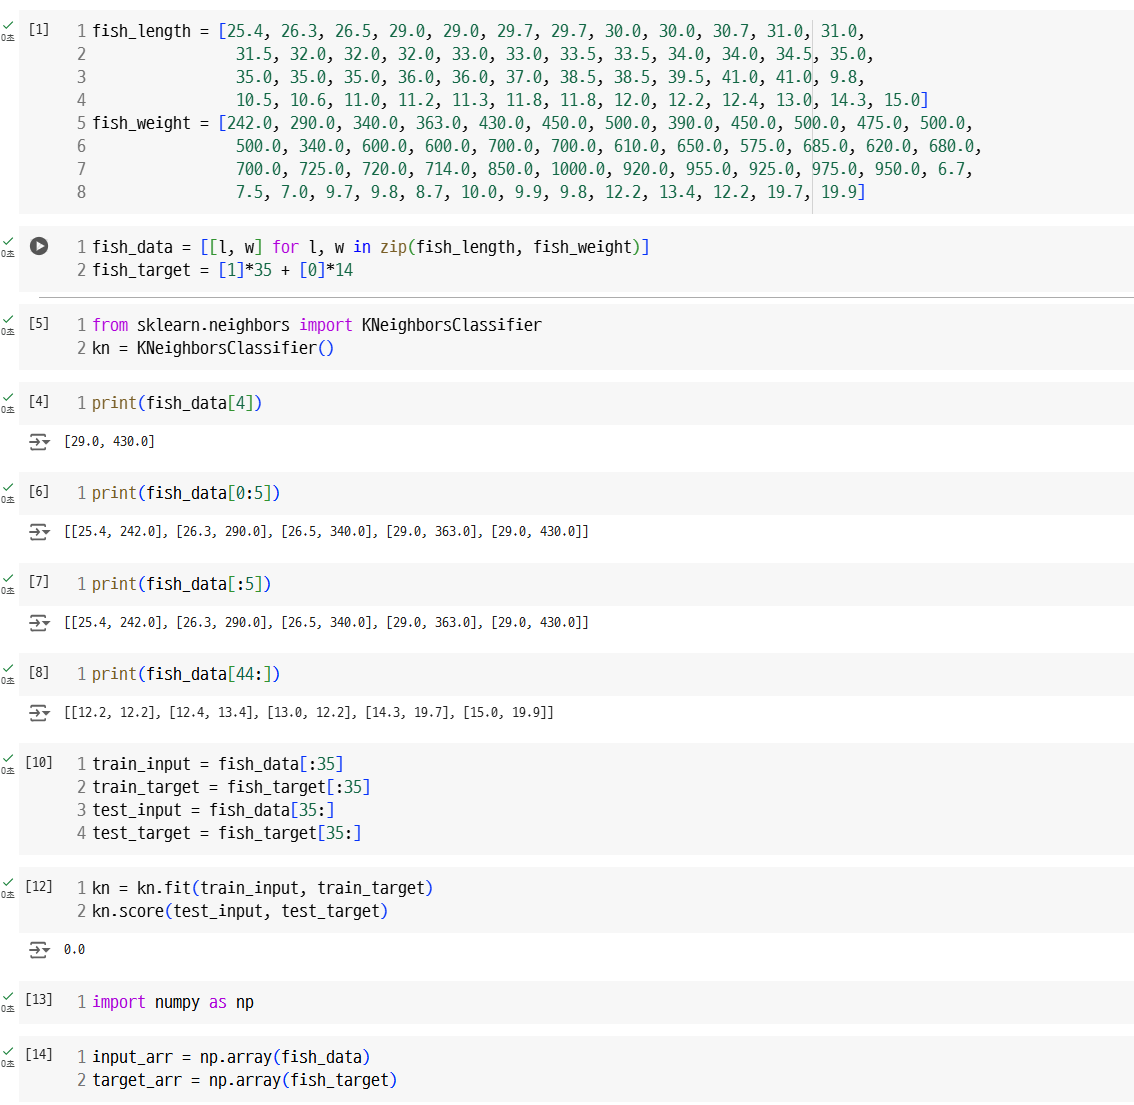 [1] 1 fish_length = [25.4, 26.3, 26.5, 29.0, 29.0, 29.7, 29.7, 30.0, 30.0, 30.7, 31.0, 31.0,
0초 2 31.5, 32.0, 32.0, 32.0, 33.0, 33.0, 33.5, 33.5, 34.0, 34.0, 34.5, 35.0,
3 35.0, 35.0, 35.0, 36.0, 36.0, 37.0, 38.5, 38.5, 39.5, 41.0, 41.0, 9.8,
4 10.5, 10.6, 11.0, 11.2, 11.3, 11.8, 11.8, 12.0, 12.2, 12.4, 13.0, 14.3, 15.0]
5 fish_weight = [242.0, 290.0, 340.0, 363.0, 430.0, 450.0, 500.0, 390.0, 450.0, 500.0, 475.0, 500.0,
6 500.0, 340.0, 600.0, 600.0, 700.0, 700.0, 610.0, 650.0, 575.0, 685.0, 620.0, 680.0,
7 700.0, 725.0, 720.0, 714.0, 850.0, 1000.0, 920.0, 955.0, 925.0, 975.0, 950.0, 6.7,
8 7.5, 7.0, 9.7, 9.8, 8.7, 10.0, 9.9, 9.8, 12.2, 13.4, 12.2, 19.7, 19.9]
1 fish_data = [[l, w] for l, w in zip(fish_length, fish_weight)]
0초 2 fish_target = [1]*35 + [0]*14
[5] 1 from sklearn.neighbors import KNeighborsClassifier
0초 2 kn = KNeighborsClassifier()
[4] 1 print(fish_data[4])
0초
[29.0, 430.0]
[6] 1 print(fish_data[0:5])
0초
[[25.4, 242.0], [26.3, 290.0], [26.5, 340.0], [29.0, 363.0], [29.0, 430.0]]
[7] 1 print(fish_data[:5])
0초
[[25.4, 242.0], [26.3, 290.0], [26.5, 340.0], [29.0, 363.0], [29.0, 430.0]]
[8] 1 print(fish_data[44:])
0초
[[12.2, 12.2], [12.4, 13.4], [13.0, 12.2], [14.3, 19.7], [15.0, 19.9]]
[10] 1 train_input = fish_data[:35]
0초 2 train_target = fish_target[:35]
3 test_input = fish_data[35:]
4 test_target = fish_target[35:]
[12] 1 kn = kn.fit(train_input, train_target)
0초 2 kn.score(test_input, test_target)
0.0
[13] 1 import numpy as np
0초
[14] 1 input_arr = np.array(fish_data)
0초 2 target_arr = np.array(fish_target)